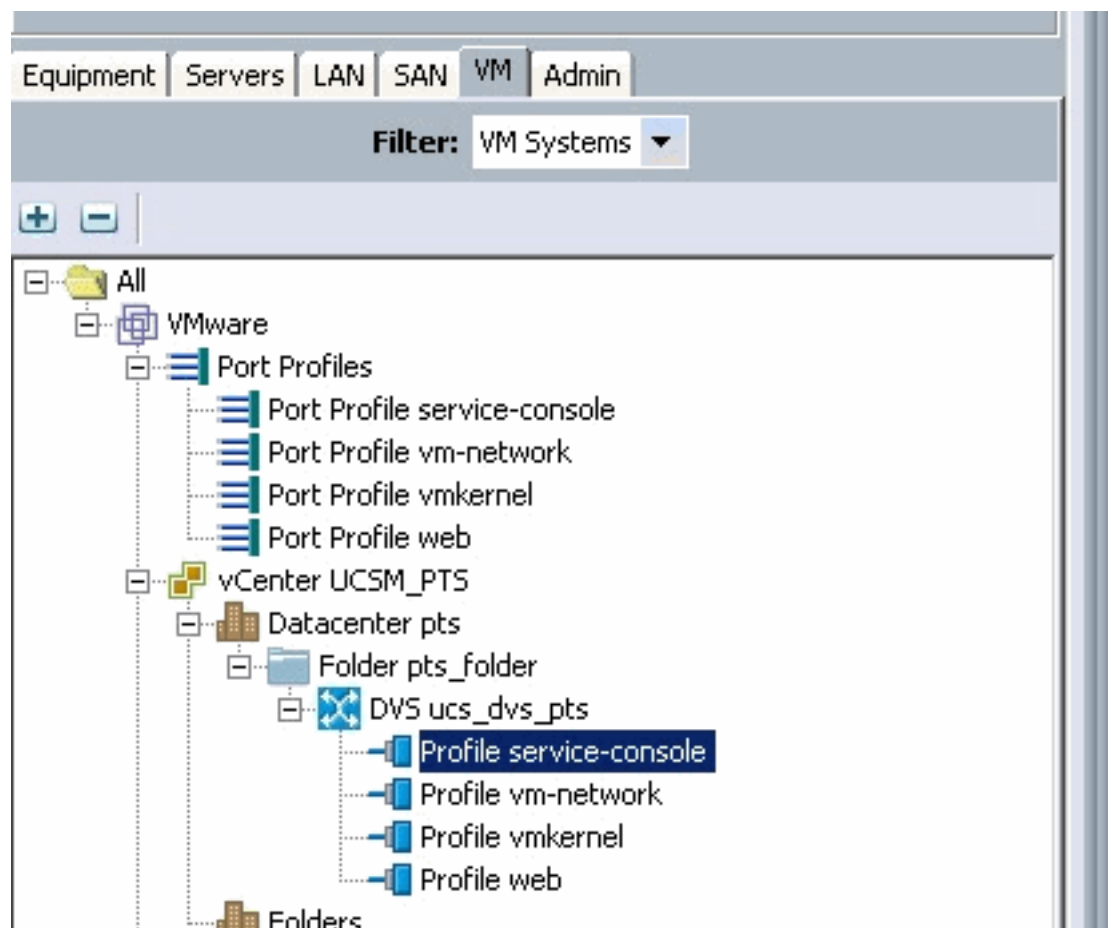 Equipment Servers LAN SAN VM Admin
Filter: VM Systems
All
VMware
Port Profiles
Port Profile service-console
Port Profile vm-network
Port Profile vmkernel
Port Profile web
vCenter UCSM_PTS
Datacenter pts
Folder pts_folder
DVS ucs_dvs_pts
Profile service-console
Profile vm-network
Profile vmkernel
Profile web
Folders